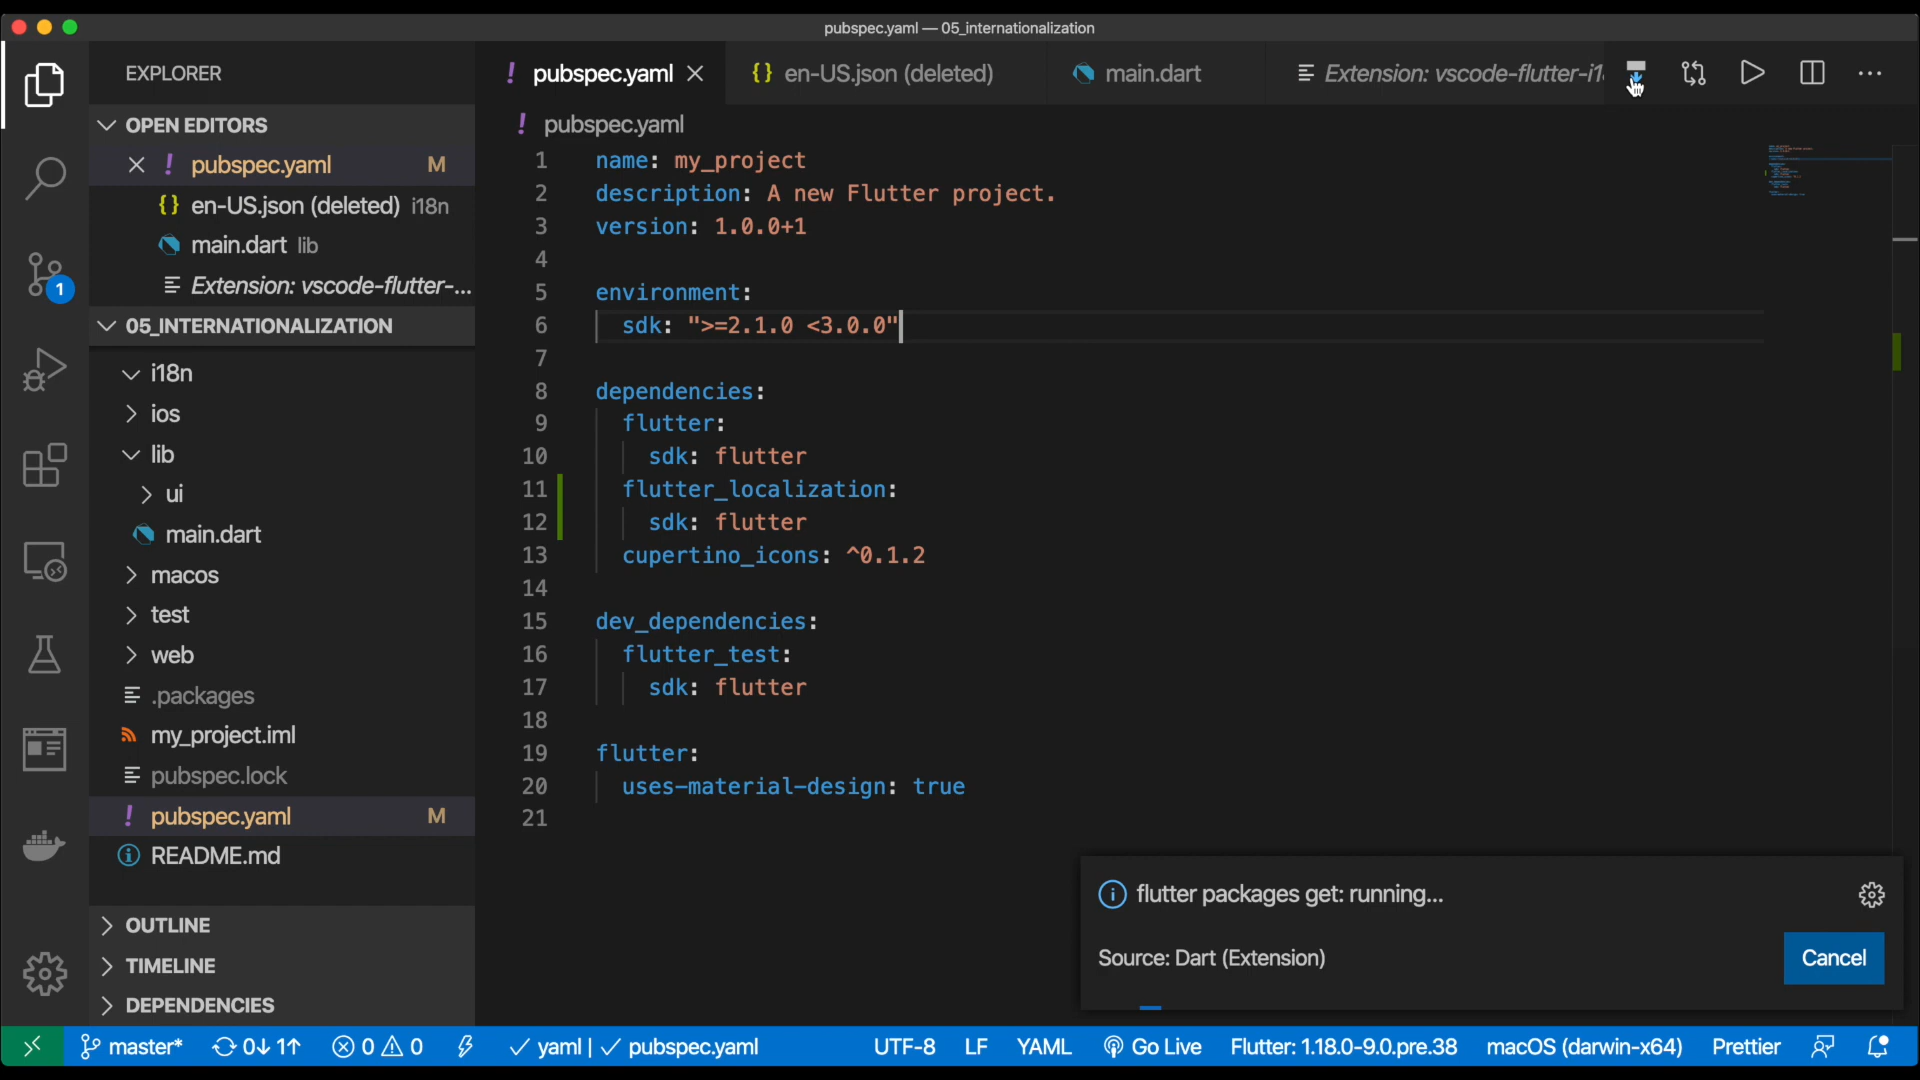 pubspec.yaml — 05_internationalization
EXPLORER
OPEN EDITORS
! pubspec.yaml M
{} en-US.json (deleted) i18n
main.dart lib
Extension: vscode-flutter-...
05_INTERNATIONALIZATION
i18n
ios
lib
ui
main.dart
macos
test
web
.packages
my_project.iml
pubspec.lock
! pubspec.yaml M
README.md
OUTLINE
TIMELINE
DEPENDENCIES
! pubspec.yaml {} en-US.json (deleted) main.dart Extension: vscode-flutter-i1
! pubspec.yaml
1 name: my_project
2 description: A new Flutter project.
3 version: 1.0.0+1
4
5 environment:
6 sdk: ">=2.1.0 <3.0.0"
7
8 dependencies:
9 flutter:
10 sdk: flutter
11 flutter_localization:
12 sdk: flutter
13 cupertino_icons: ^0.1.2
14
15 dev_dependencies:
16 flutter_test:
17 sdk: flutter
18
19 flutter:
20 uses-material-design: true
21
flutter packages get: running...
Source: Dart (Extension)
Cancel
1
master* 0↓ 1↑ 0 0 yaml | pubspec.yaml UTF-8 LF YAML Go Live Flutter: 1.18.0-9.0.pre.38 macOS (darwin-x64) Prettier